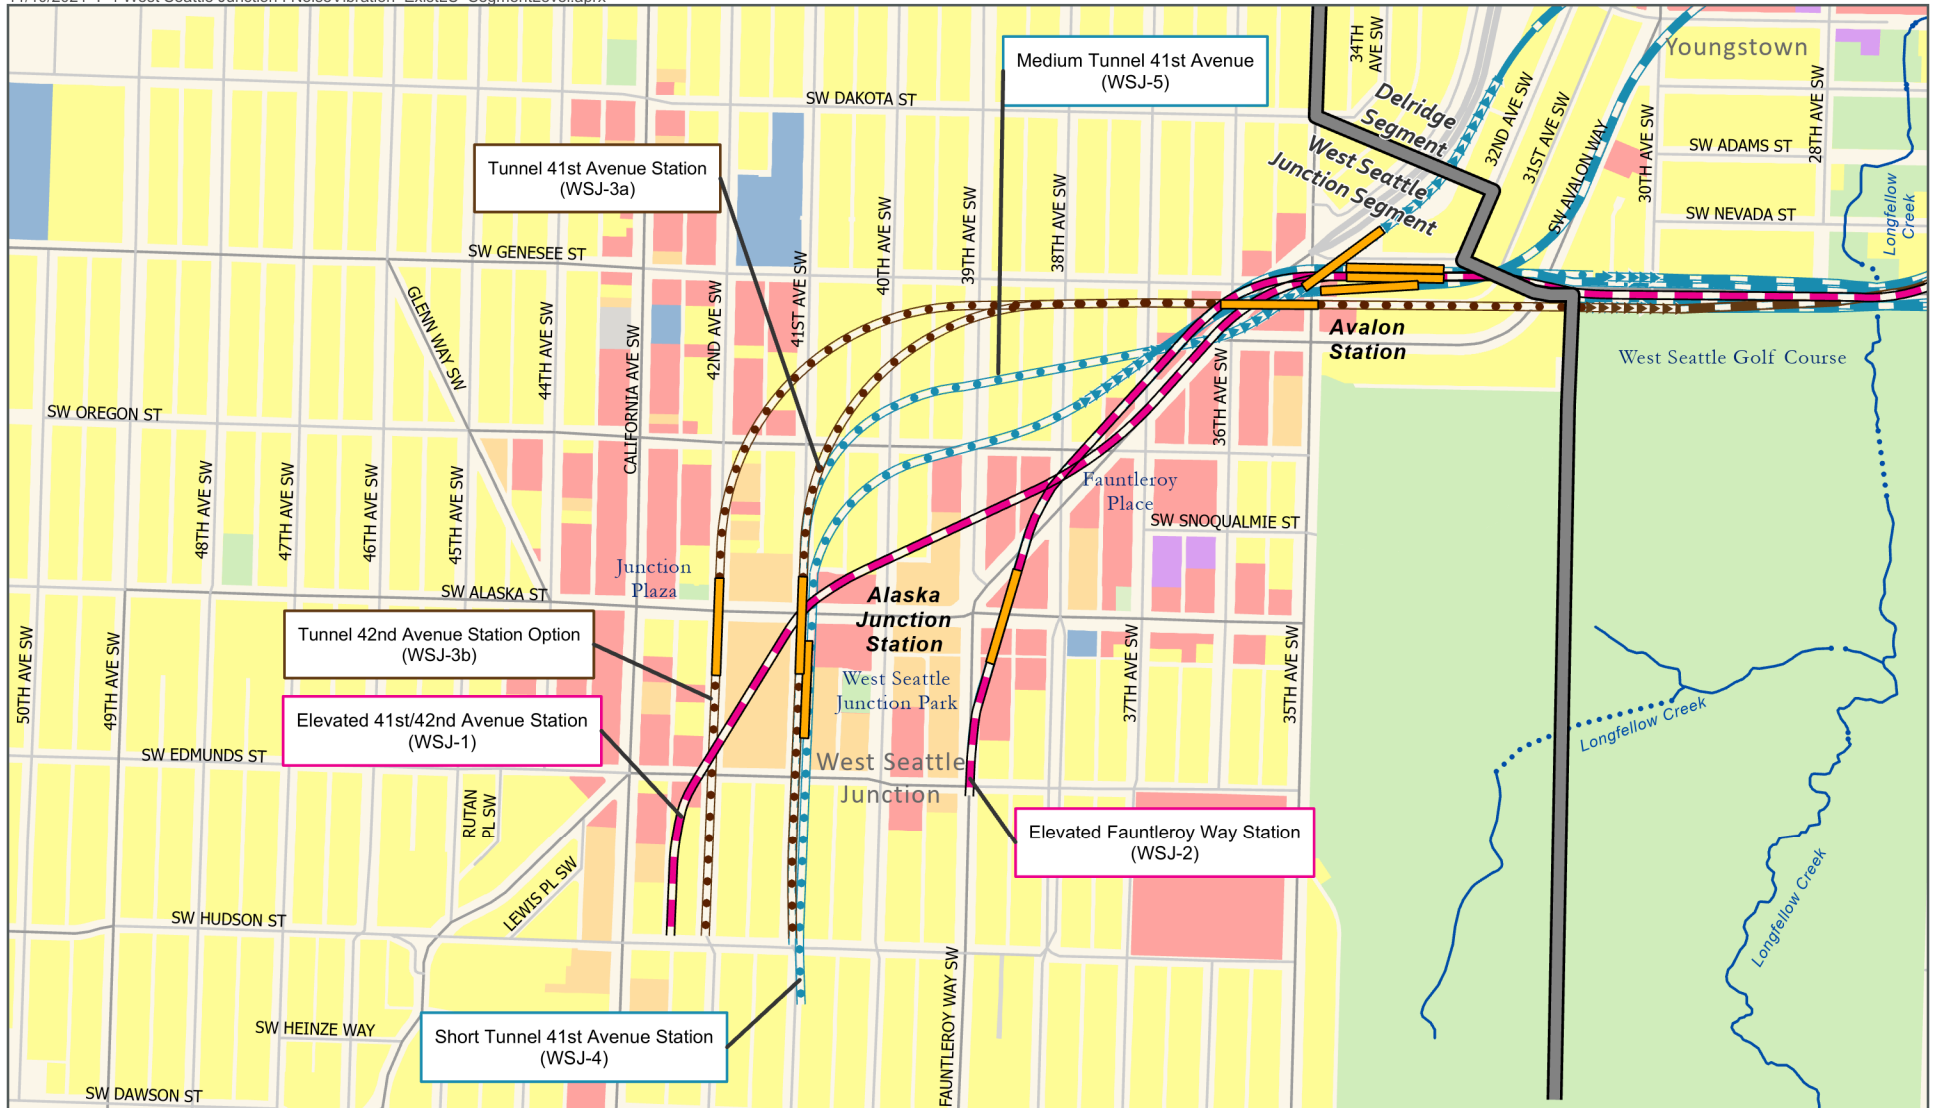 Youngstown
34TH
AVE SW
Medium Tunnel 41st Avenue
(WSJ-5)
SW DAKOTA ST
Delridge
Segment
West Seattle
Junction Segment
32ND AVE SW
31ST AVE SW
SW AVALON WAY
30TH AVE SW
28TH AVE SW
SW ADAMS ST
SW NEVADA ST
Longfellow
Creek
Tunnel 41st Avenue Station
(WSJ-3a)
SW GENESEE ST
40TH AVE SW
39TH AVE SW
38TH AVE SW
41ST AVE SW
42ND AVE SW
44TH AVE SW
GLENN WAY SW
CALIFORNIA AVE SW
Avalon
Station
West Seattle Golf Course
36TH AVE SW
SW OREGON ST
48TH AVE SW
47TH AVE SW
46TH AVE SW
45TH AVE SW
Fauntleroy
Place
SW SNOQUALMIE ST
Junction
Plaza
SW ALASKA ST
Alaska
Junction
Station
Tunnel 42nd Avenue Station Option
(WSJ-3b)
50TH AVE SW
49TH AVE SW
37TH AVE SW
35TH AVE SW
West Seattle
Junction Park
Elevated 41st/42nd Avenue Station
(WSJ-1)
Longfellow Creek
SW EDMUNDS ST
West Seattle
Junction
RUTAN
PL SW
Elevated Fauntleroy Way Station
(WSJ-2)
LEWIS PL SW
Longfellow Creek
SW HUDSON ST
FAUNTLEROY WAY SW
SW HEINZE WAY
Short Tunnel 41st Avenue Station
(WSJ-4)
SW DAWSON ST